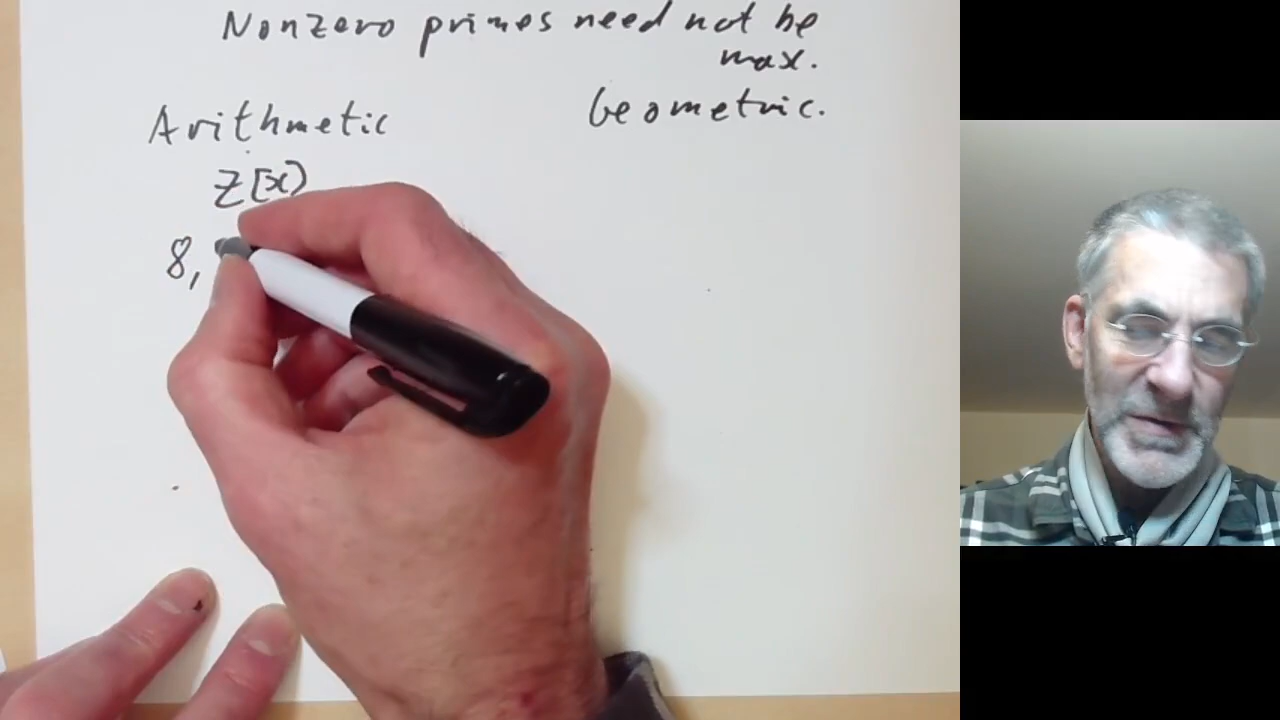 Nonzero primes need not be
max.
Arithmetic
Geometric.
Z[x]
8,